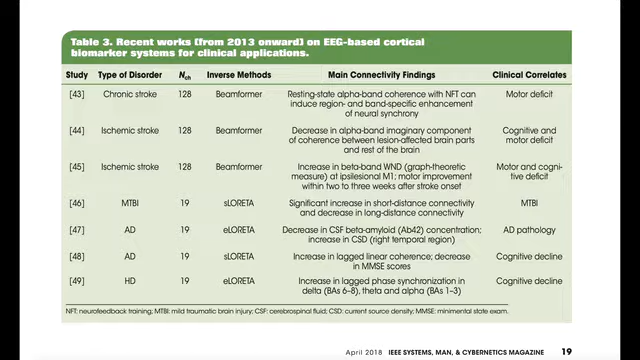 Table 3. Recent works (from 2013 onward) on EEG-based cortical
biomarker systems for clinical applications.
Study Type of Disorder Nch Inverse Methods Main Connectivity Findings Clinical Correlates
[43] Chronic stroke 128 Beamformer Resting-state alpha-band coherence with NFT can Motor deficit
induce region- and band-specific enhancement
of neural synchrony
[44] Ischemic stroke 128 Beamformer Decrease in alpha-band imaginary component Cognitive and
of coherence between lesion-affected brain parts motor deficit
and rest of the brain
[45] Ischemic stroke 128 Beamformer Increase in beta-band WND (graph-theoretic Motor and cogni-
measure) at ipsilesional M1; motor improvement tive deficit
within two to three weeks after stroke onset
[46] MTBI 19 sLORETA Significant increase in short-distance connectivity MTBI
and decrease in long-distance connectivity
[47] AD 19 eLORETA Decrease in CSF beta-amyloid (Ab42) concentration; AD pathology
increase in CSD (right temporal region)
[48] AD 19 sLORETA Increase in lagged linear coherence; decrease Cognitive decline
in MMSE scores
[49] HD 19 eLORETA Increase in lagged phase synchronization in Cognitive decline
delta (BAs 6–8), theta and alpha (BAs 1–3)
NFT: neurofeedback training; MTBI: mild traumatic brain injury; CSF: cerebrospinal fluid; CSD: current source density; MMSE: minimental state exam.
April 2018 IEEE SYSTEMS, MAN, & CYBERNETICS MAGAZINE 19